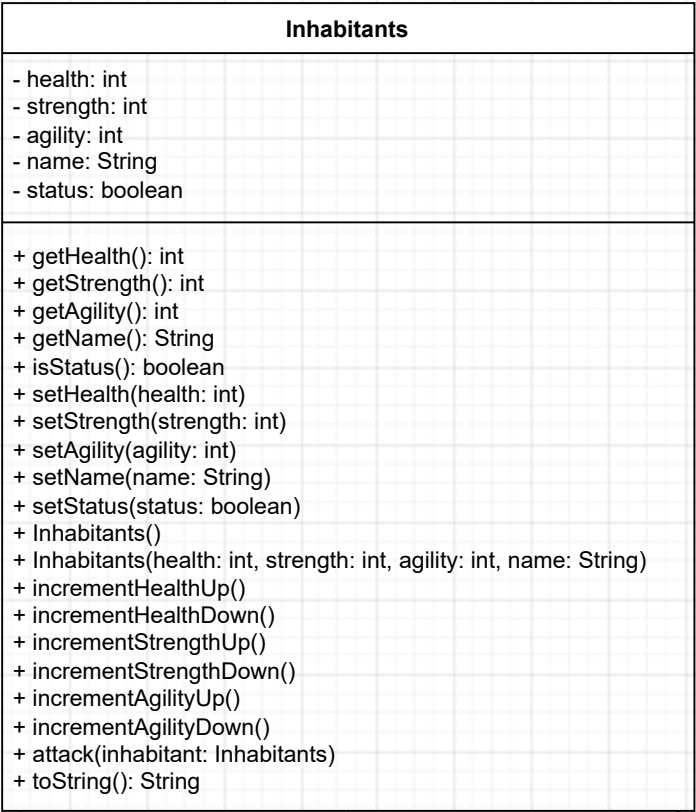 Inhabitants
- health: int
- strength: int
- agility: int
- name: String
- status: boolean
+ getHealth(): int
+ getStrength(): int
+ getAgility(): int
+ getName(): String
+ isStatus(): boolean
+ setHealth(health: int)
+ setStrength(strength: int)
+ setAgility(agility: int)
+ setName(name: String)
+ setStatus(status: boolean)
+ Inhabitants()
+ Inhabitants(health: int, strength: int, agility: int, name: String)
+ incrementHealthUp()
+ incrementHealthDown()
+ incrementStrengthUp()
+ incrementStrengthDown()
+ incrementAgilityUp()
+ incrementAgilityDown()
+ attack(inhabitant: Inhabitants)
+ toString(): String